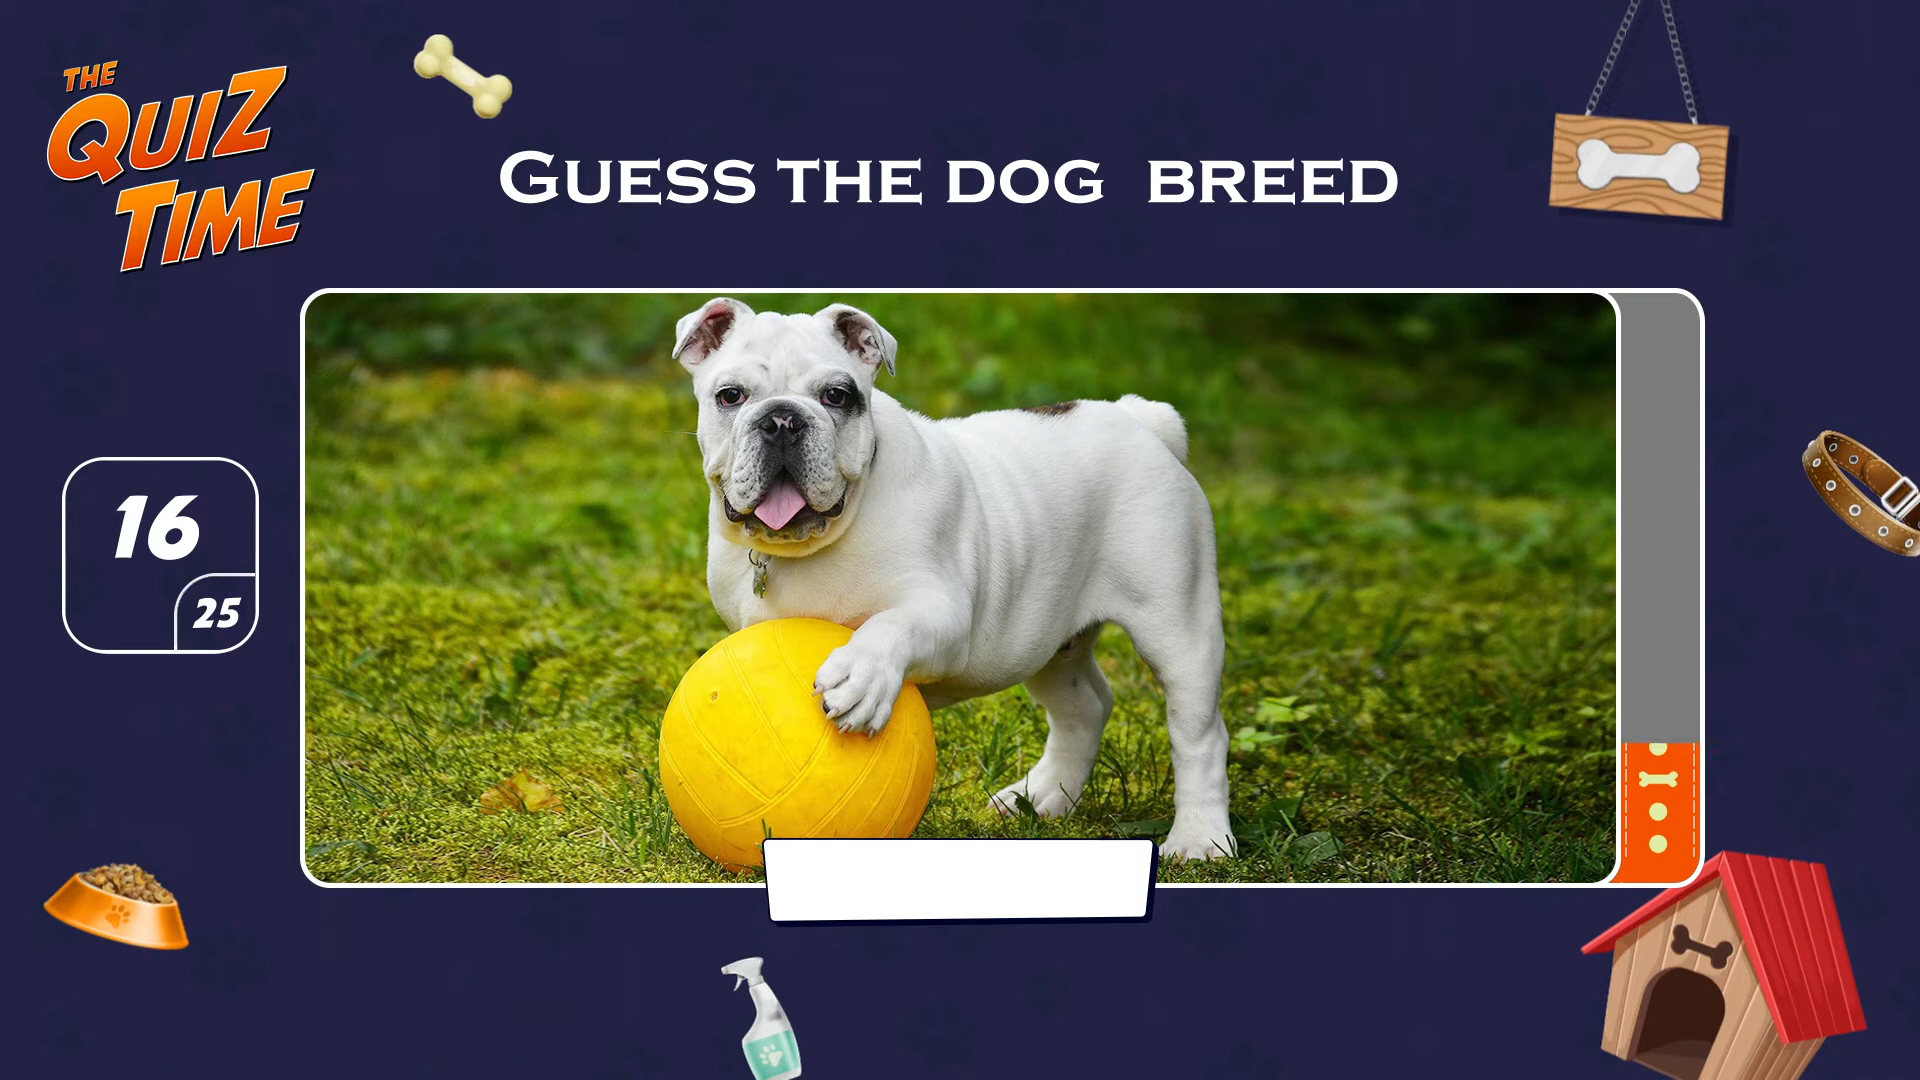 THE
QUIZ
TIME
GUESS THE DOG BREED
16
25